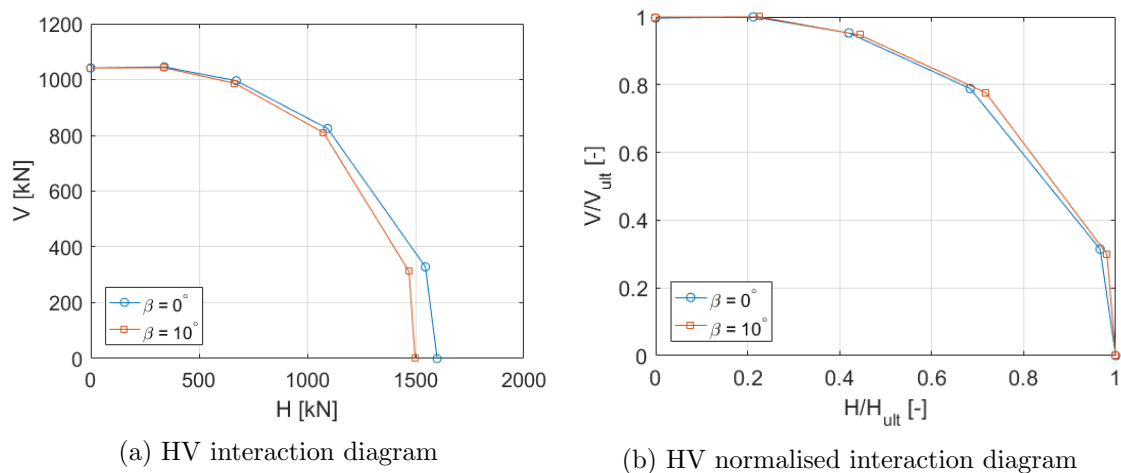 1200
1000
800
600
400
200
0
V [kN]
β = 0°
β = 10°
0 500 1000 1500 2000
H [kN]
(a) HV interaction diagram
1
0.8
0.6
0.4
0.2
0
V/V_ult [-]
β = 0°
β = 10°
0 0.2 0.4 0.6 0.8 1
H/H_ult [-]
(b) HV normalised interaction diagram